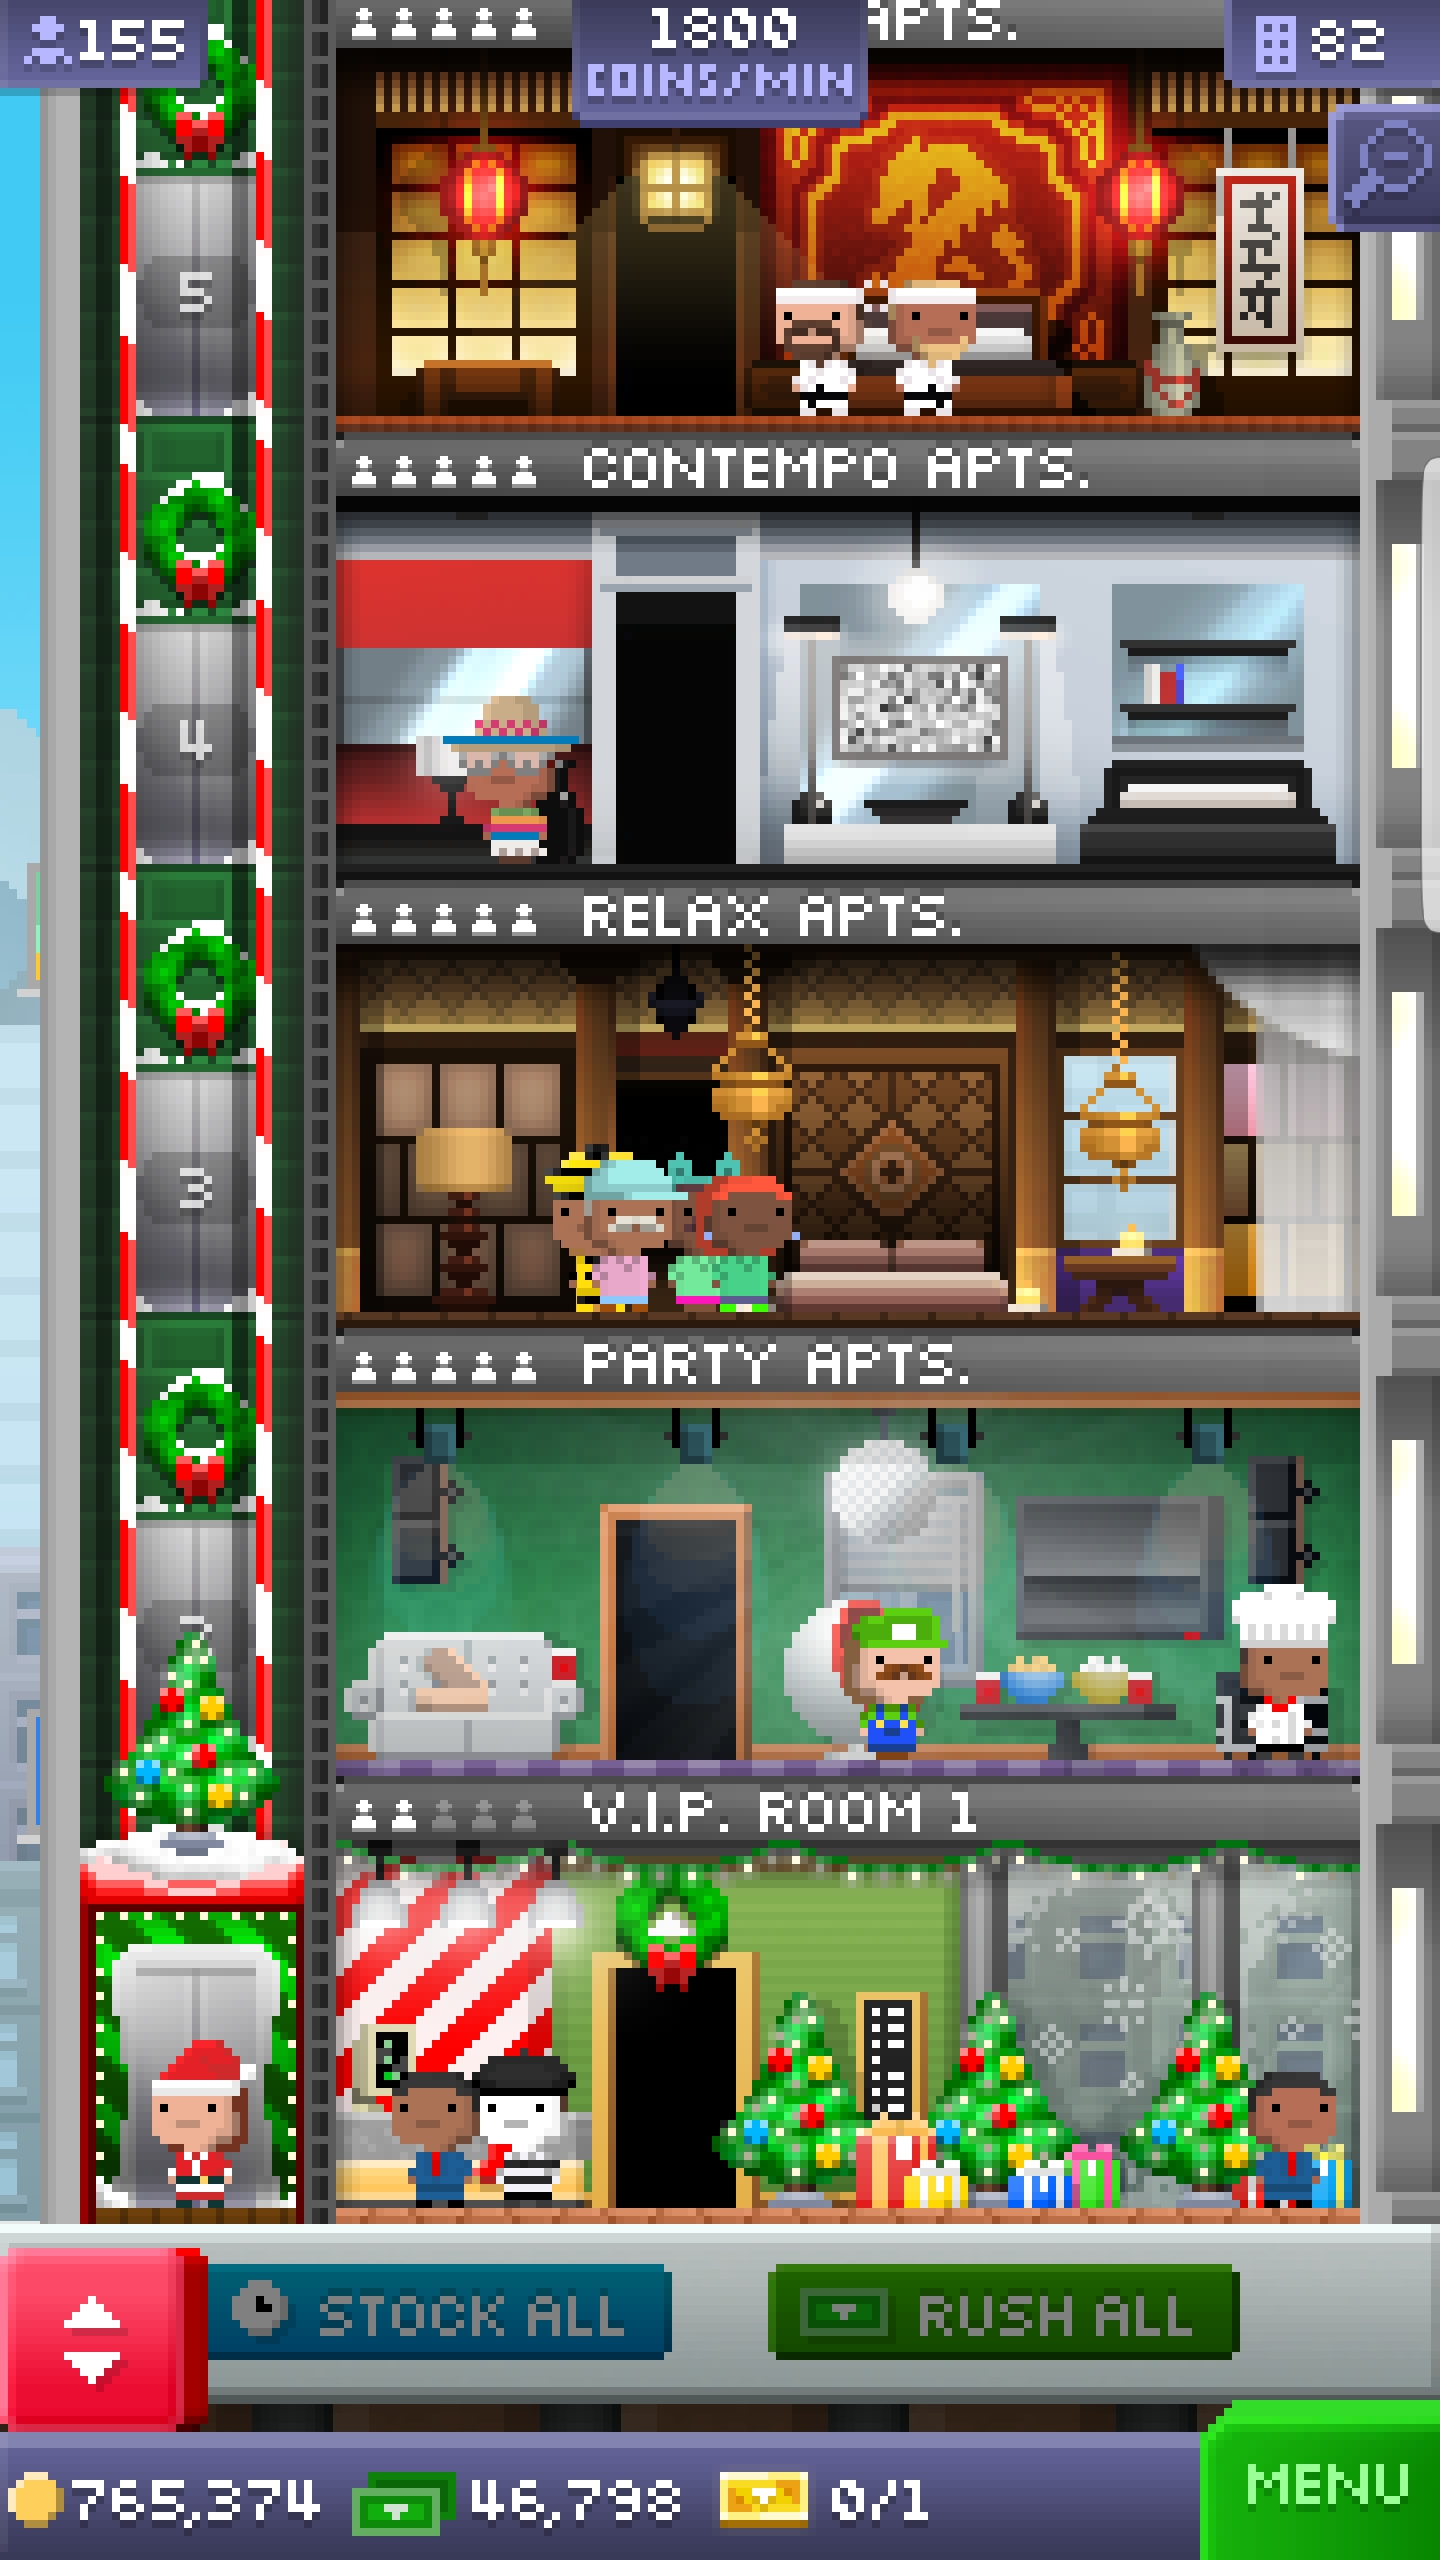 155
1800
COINS/MIN
APTS.
82
5
CONTEMPO APTS.
4
RELAX APTS.
3
PARTY APTS.
V.I.P. ROOM 1
STOCK ALL
RUSH ALL
765,374
46,798
0/1
MENU